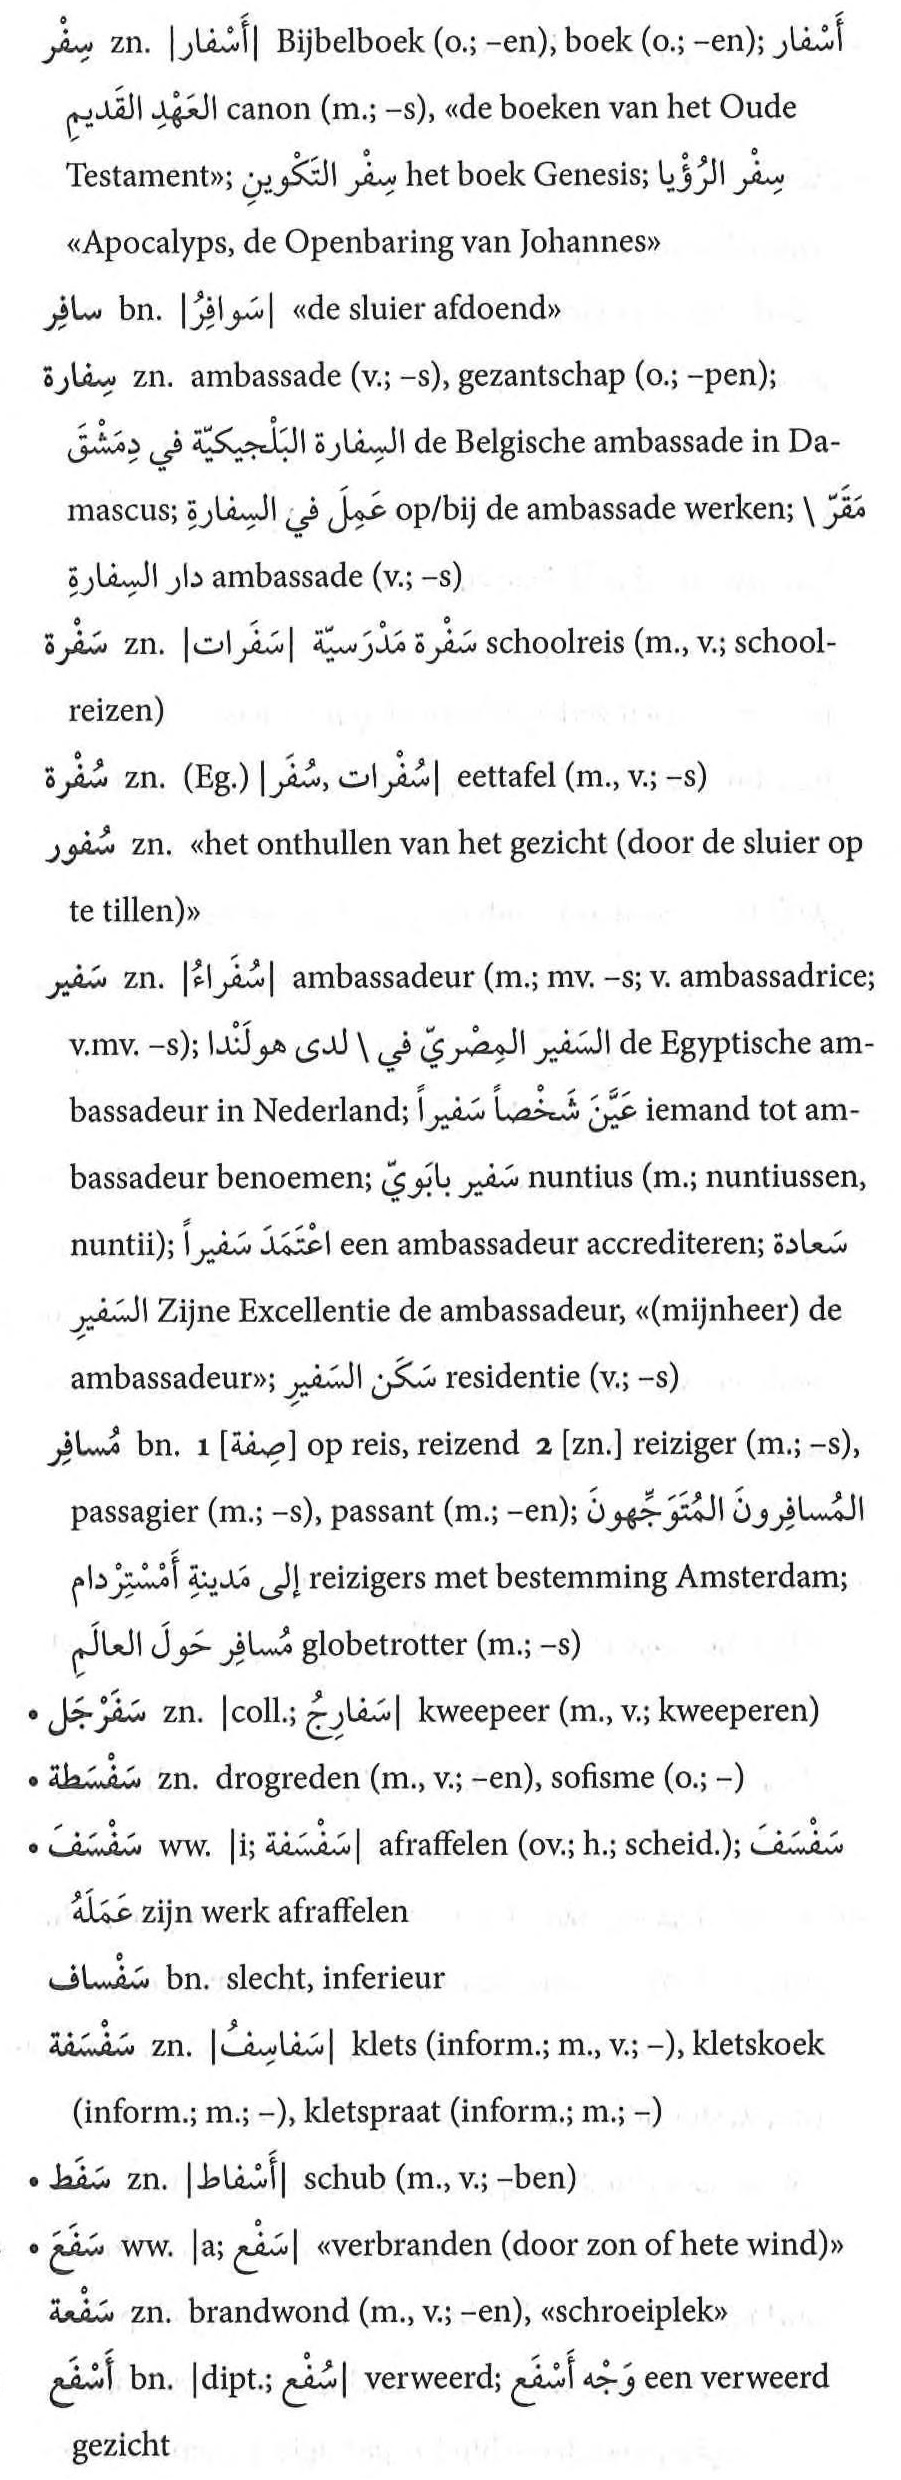 سِفْر zn. |أَسْفار| Bijbelboek (o.; –en), boek (o.; –en); أَسْفار
العَهْدِ القَديمِ canon (m.; –s), «de boeken van het Oude
Testament»; سِفْر التَكْوينِ het boek Genesis; سِفْر الرُؤْيا
«Apocalyps, de Openbaring van Johannes»
سافِر bn. |سَوافِرُ| «de sluier afdoend»
سِفارة zn. ambassade (v.; –s), gezantschap (o.; –pen);
السِفارة البَلْجيكيّة في دِمَشْقَ de Belgische ambassade in Da-
mascus; عَمِلَ في السِفارةِ op/bij de ambassade werken; \ مَقَرّ
دار السِفارةِ ambassade (v.; –s)
سَفْرة zn. |سَفَرات| سَفْرة مَدْرَسيّة schoolreis (m., v.; school-
reizen)
سُفْرة zn. (Eg.) |سُفْرات, سُفَر| eettafel (m., v.; –s)
سُفور zn. «het onthullen van het gezicht (door de sluier op
te tillen)»
سَفير zn. |سُفَراءُ| ambassadeur (m.; mv. –s; v. ambassadrice;
v.mv. –s); السَفير المِصْريّ في \ لدى هولَنْدا de Egyptische am-
bassadeur in Nederland; عَيَّنَ شَخْصاً سَفيراً iemand tot am-
bassadeur benoemen; سَفير بابَويّ nuntius (m.; nuntiussen,
nuntii); اعْتَمَدَ سَفيراً een ambassadeur accrediteren; سَعادة
السَفيرِ Zijne Excellentie de ambassadeur, «(mijnheer) de
ambassadeur»; سَكَن السَفيرِ residentie (v.; –s)
مُسافِر bn. 1 [صِفة] op reis, reizend 2 [zn.] reiziger (m.; –s),
passagier (m.; –s), passant (m.; –en); المُسافِرونَ المُتَوَجِّهونَ
إلى مَدينةِ أَمْسْتِرْدام reizigers met bestemming Amsterdam;
مُسافِر حَولَ العالَمِ globetrotter (m.; –s)
• سَفَرْجَل zn. |coll.; سَفارِجُ| kweepeer (m., v.; kweeperen)
• سَفْسَطة zn. drogreden (m., v.; –en), sofisme (o.; –)
• سَفْسَفَ ww. |i; سَفْسَفة| afraffelen (ov.; h.; scheid.); سَفْسَفَ
عَمَلَهُ zijn werk afraffelen
سَفْساف bn. slecht, inferieur
سَفْسَفة zn. |سَفاسِفُ| klets (inform.; m., v.; –), kletskoek
(inform.; m.; –), kletspraat (inform.; m.; –)
• سَفَط zn. |أَسْفاط| schub (m., v.; –ben)
• سَفَعَ ww. |a; سَفْع| «verbranden (door zon of hete wind)»
سَفْعة zn. brandwond (m., v.; –en), «schroeiplek»
أَسْفَع bn. |dipt.; سُفْع| verweerd; وَجْه أَسْفَع een verweerd
gezicht